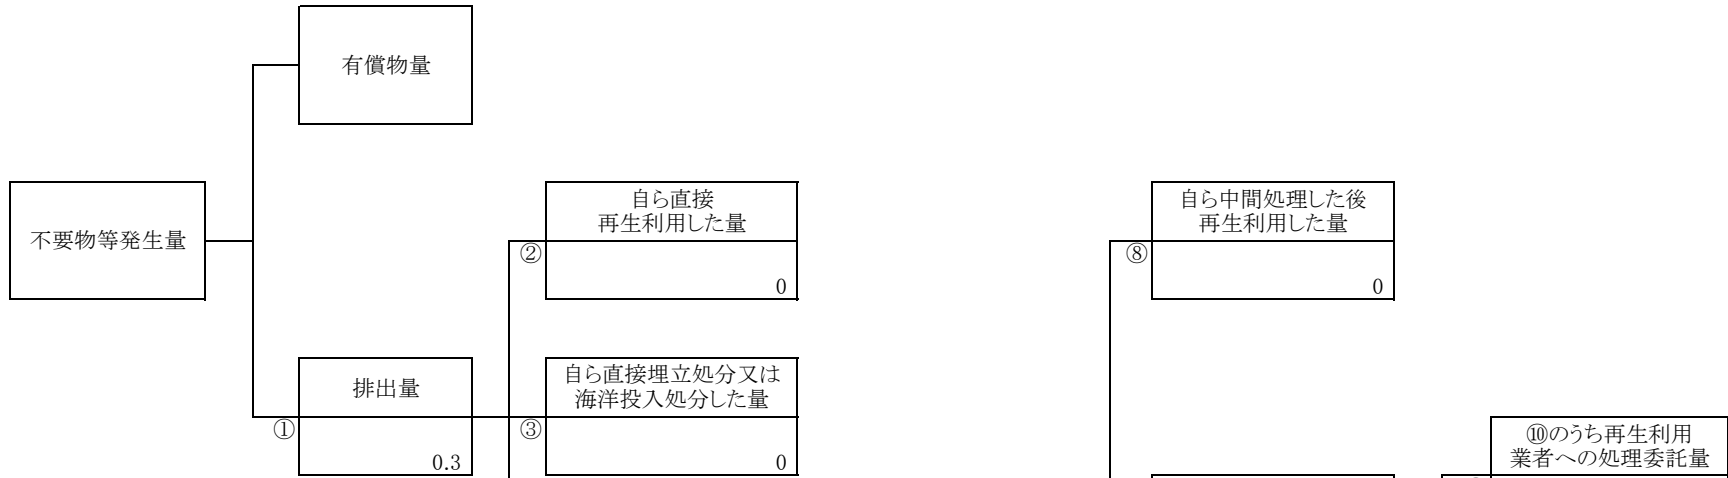 有償物量
不要物等発生量
自ら直接
再生利用した量
②
0
自ら中間処理した後
再生利用した量
⑧
0
排出量
①
0.3
自ら直接埋立処分又は
海洋投入処分した量
③
0
⑩のうち再生利用
業者への処理委託量